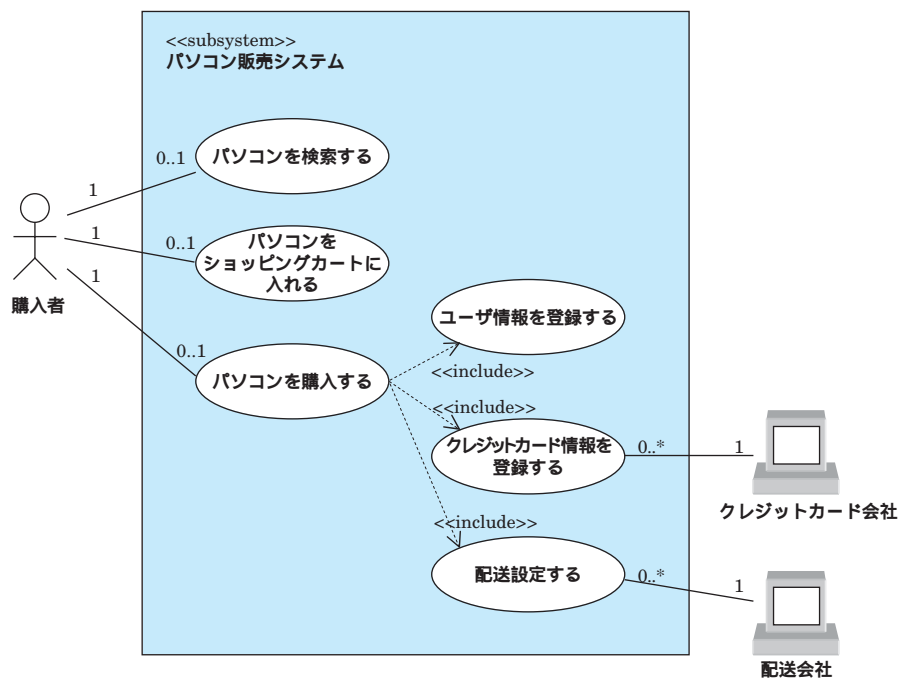 <<subsystem>>
パソコン販売システム
パソコンを検索する
0..1
1
1
0..1
パソコンを
ショッピングカートに
入れる
1
購入者
0..1
パソコンを購入する
ユーザ情報を登録する
<<include>>
<<include>>
クレジットカード情報を
登録する
0..*
1
クレジットカード会社
<<include>>
配送設定する
0..*
1
配送会社